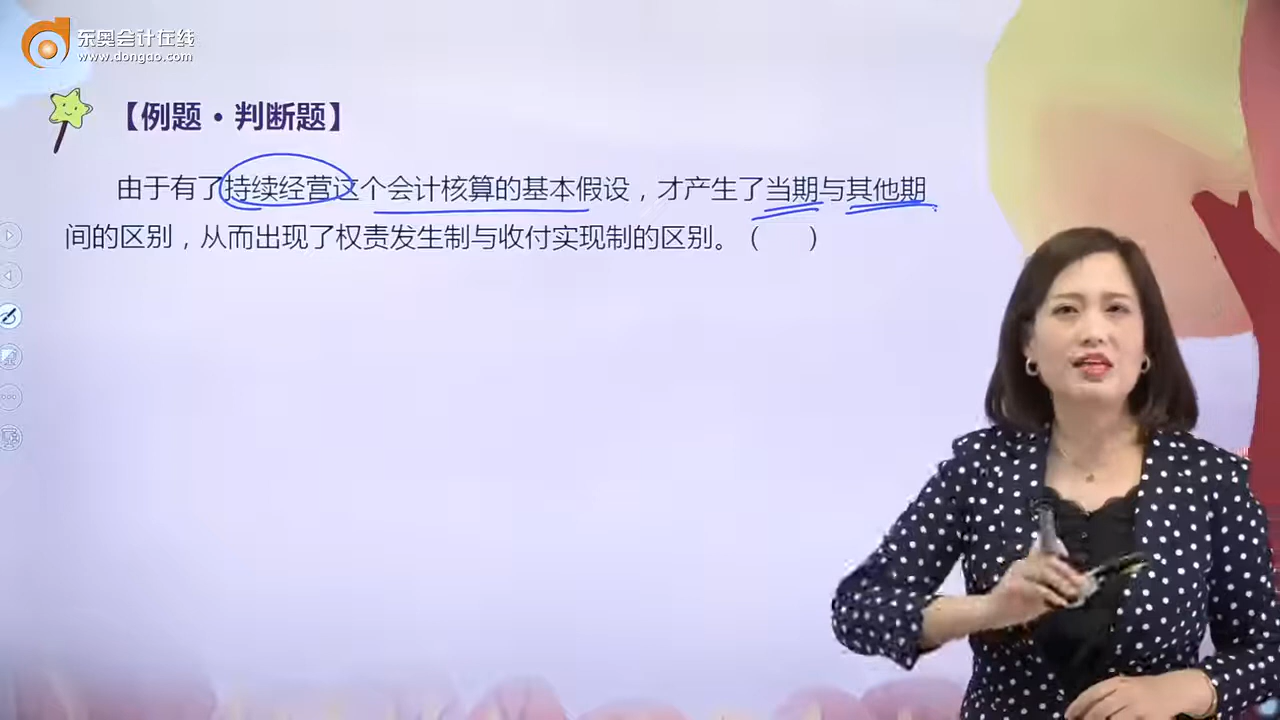 东奥会计在线
www.dongao.com
【例题·判断题】
由于有了持续经营这个会计核算的基本假设，才产生了当期与其他期
间的区别，从而出现了权责发生制与收付实现制的区别。（　　）